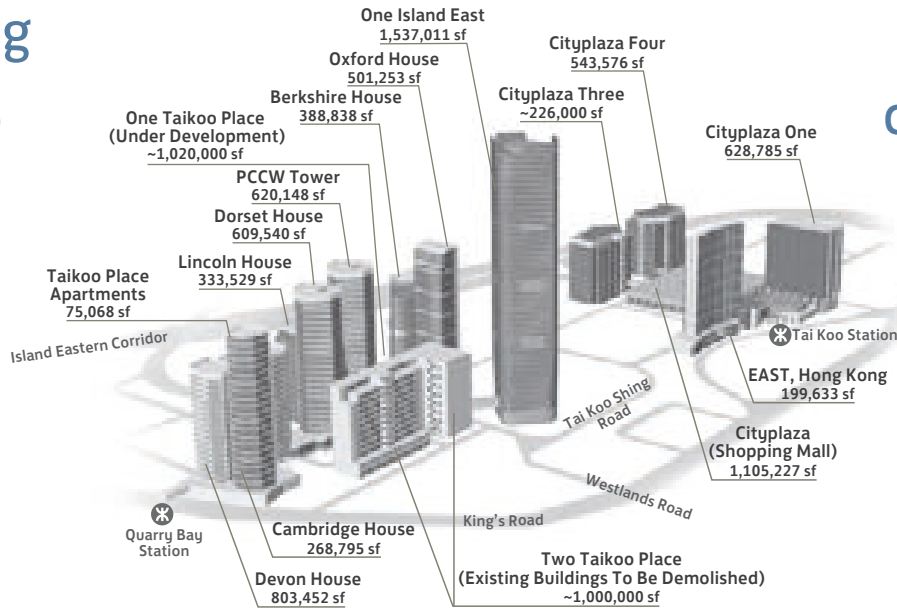 g
One Island East
1,537,011 sf
Cityplaza Four
543,576 sf
Oxford House
501,253 sf
Berkshire House
388,838 sf
Cityplaza Three
~226,000 sf
One Taikoo Place
(Under Development)
~1,020,000 sf
Cityplaza One
628,785 sf
PCCW Tower
620,148 sf
Dorset House
609,540 sf
Lincoln House
333,529 sf
Taikoo Place
Apartments
75,068 sf
Island Eastern Corridor
Tai Koo Station
EAST, Hong Kong
199,633 sf
Tai Koo Shing
Road
Cityplaza
(Shopping Mall)
1,105,227 sf
Westlands Road
King's Road
Quarry Bay
Station
Cambridge House
268,795 sf
Devon House
803,452 sf
Two Taikoo Place
(Existing Buildings To Be Demolished)
~1,000,000 sf